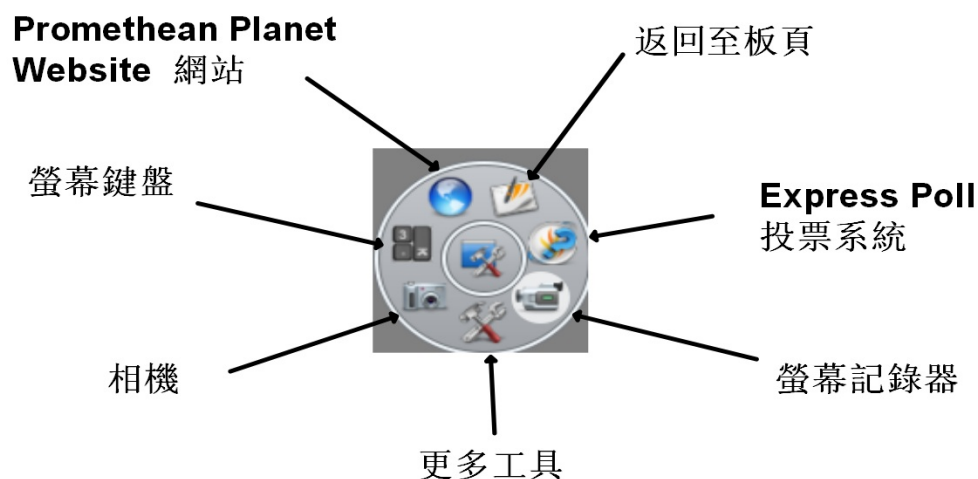 Promethean Planet
Website 網站
返回至板頁
螢幕鍵盤
Express Poll
投票系統
相機
螢幕記錄器
更多工具